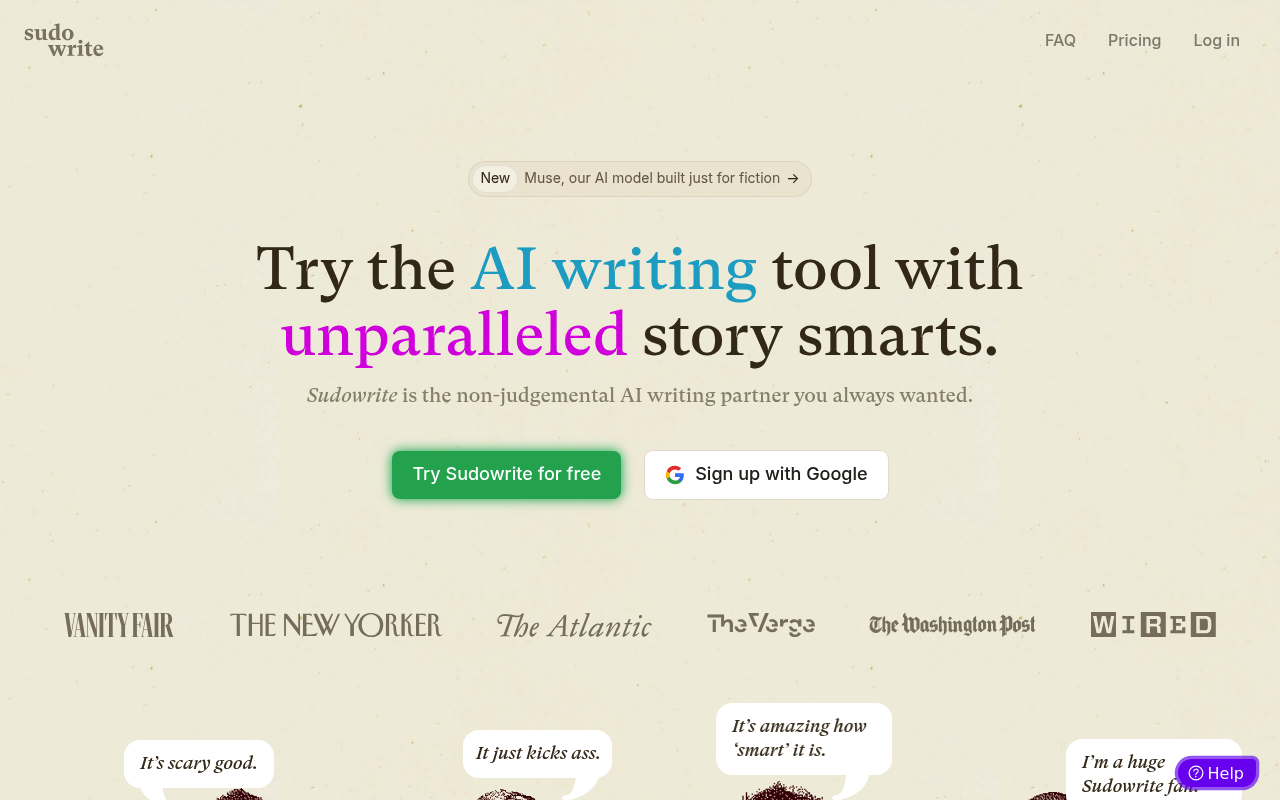 sudo
write
FAQ
Pricing
Log in
New Muse, our AI model built just for fiction →
Try the AI writing tool with
unparalleled story smarts.
Sudowrite is the non-judgemental AI writing partner you always wanted.
Try Sudowrite for free
Sign up with Google
VANITY FAIR
THE NEW YORKER
The Atlantic
The Verge
The Washington Post
WIRED
It's scary good.
It just kicks ass.
It's amazing how
'smart' it is.
I'm a huge
Sudowrite fan.
Help